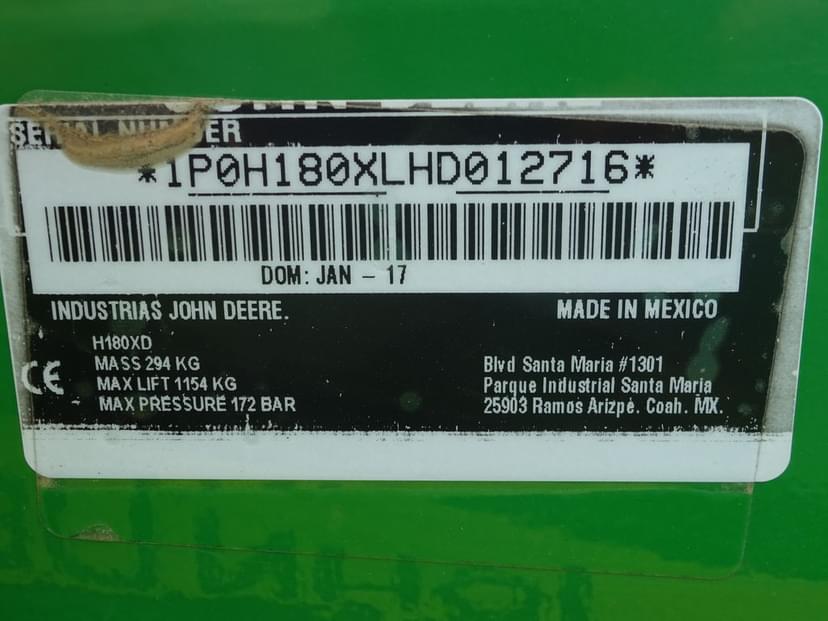 SERIAL NUMBER
*1P0H180XLHD012716*
DOM: JAN - 17
INDUSTRIAS JOHN DEERE.
MADE IN MEXICO
H180XD
MASS 294 KG
MAX LIFT 1154 KG
MAX PRESSURE 172 BAR
CE
Blvd Santa Maria #1301
Parque Industrial Santa Maria
25903 Ramos Arizpe. Coah. MX.